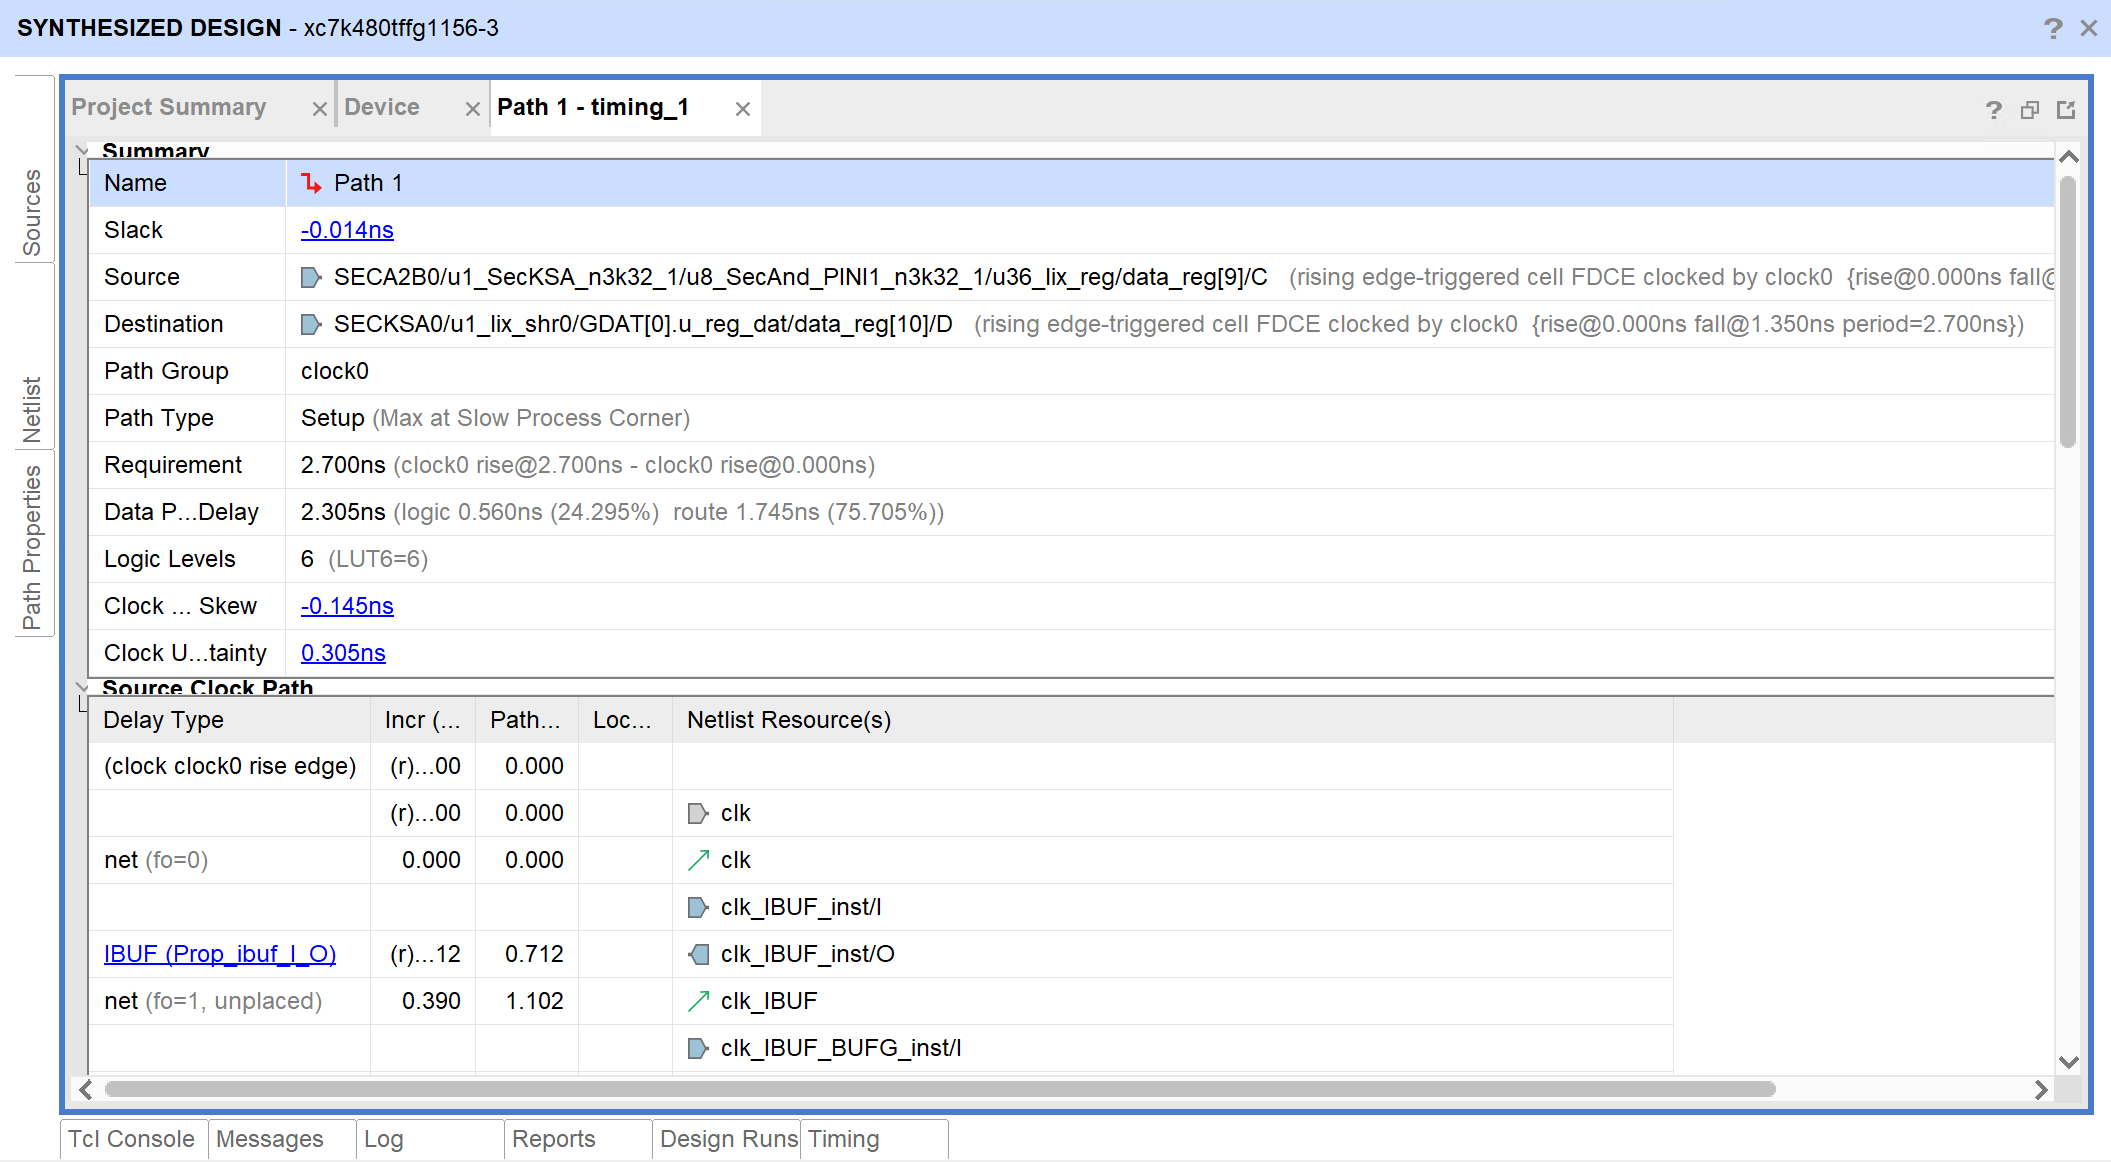 SYNTHESIZED DESIGN - xc7k480tffg1156-3
Sources
Netlist
Path Properties
Project Summary Device Path 1 - timing_1
Summary
Name Path 1
Slack -0.014ns
Source SECA2B0/u1_SecKSA_n3k32_1/u8_SecAnd_PINI1_n3k32_1/u36_lix_reg/data_reg[9]/C (rising edge-triggered cell FDCE clocked by clock0 {rise@0.000ns fall@
Destination SECKSA0/u1_lix_shr0/GDAT[0].u_reg_dat/data_reg[10]/D (rising edge-triggered cell FDCE clocked by clock0 {rise@0.000ns fall@1.350ns period=2.700ns})
Path Group clock0
Path Type Setup (Max at Slow Process Corner)
Requirement 2.700ns (clock0 rise@2.700ns - clock0 rise@0.000ns)
Data P...Delay 2.305ns (logic 0.560ns (24.295%) route 1.745ns (75.705%))
Logic Levels 6 (LUT6=6)
Clock ... Skew -0.145ns
Clock U...tainty 0.305ns
Source Clock Path
Delay Type Incr (... Path... Loc... Netlist Resource(s)
(clock clock0 rise edge) (r)...00 0.000
(r)...00 0.000 clk
net (fo=0) 0.000 0.000 clk
clk_IBUF_inst/I
IBUF (Prop_ibuf_I_O) (r)...12 0.712 clk_IBUF_inst/O
net (fo=1, unplaced) 0.390 1.102 clk_IBUF
clk_IBUF_BUFG_inst/I
Tcl Console Messages Log Reports Design Runs Timing